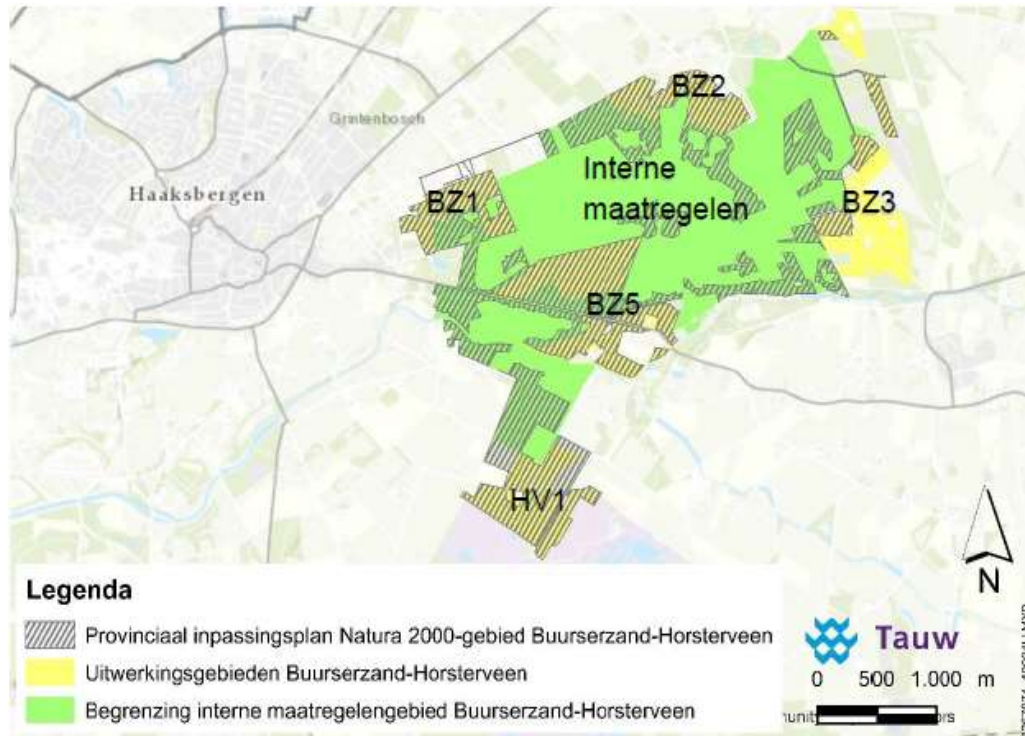 Grintenbosch
BZ2
Haaksbergen
Interne
maatregelen
BZ1
BZ3
BZ5
HV1
N
Legenda
Provinciaal inpassingsplan Natura 2000-gebied Buurserzand-Horsterveen
Uitwerkingsgebieden Buurserzand-Horsterveen
Begrenzing interne maatregelengebied Buurserzand-Horsterveen
Tauw
0 500 1.000 m